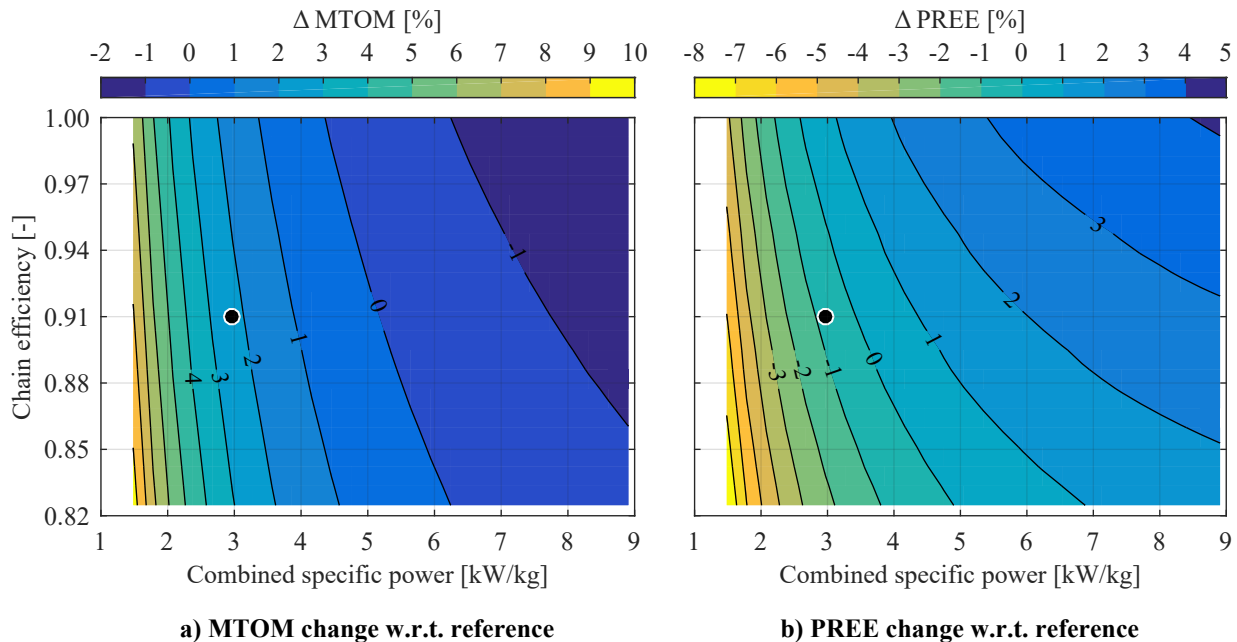 Δ MTOM [%]
-2 -1 0 1 2 3 4 5 6 7 8 9 10
1.00
0.97
0.94
0.91
0.88
0.85
0.82
Chain efficiency [-]
-1
0
1
2
3
4
1 2 3 4 5 6 7 8 9
Combined specific power [kW/kg]
a) MTOM change w.r.t. reference
Δ PREE [%]
-8 -7 -6 -5 -4 -3 -2 -1 0 1 2 3 4 5
3
2
1
0
-1
-2
-3
1 2 3 4 5 6 7 8 9
Combined specific power [kW/kg]
b) PREE change w.r.t. reference